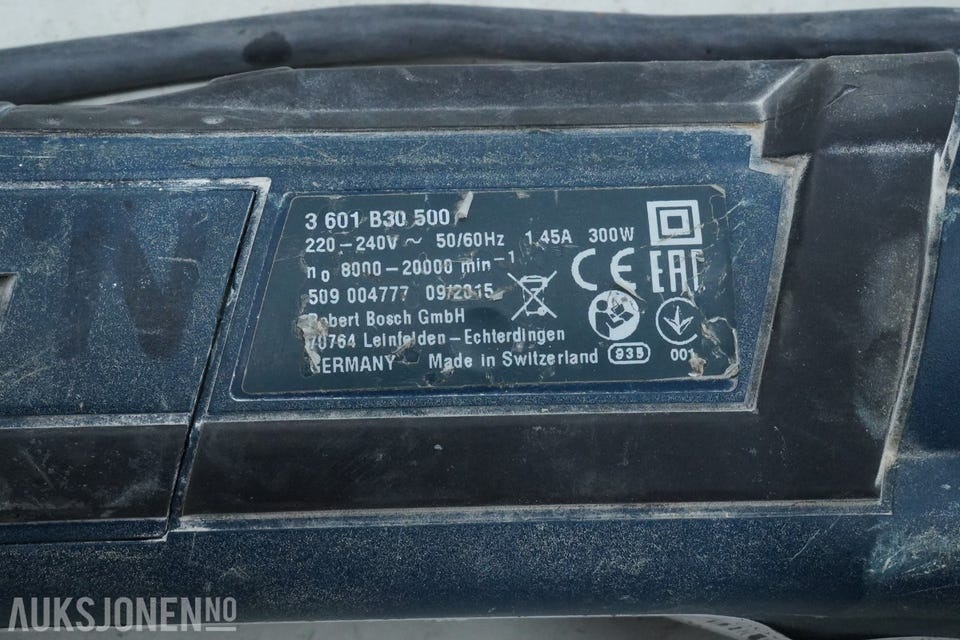 3 601 B30 500
220 – 240V ~ 50/60Hz 1.45A 300W
n₀ 8000 – 20000 min⁻¹
509 004777 09/2015
CE EAC
Robert Bosch GmbH
70764 Leinfelden – Echterdingen
GERMANY Made in Switzerland 935 001
AUKSJONEN.NO